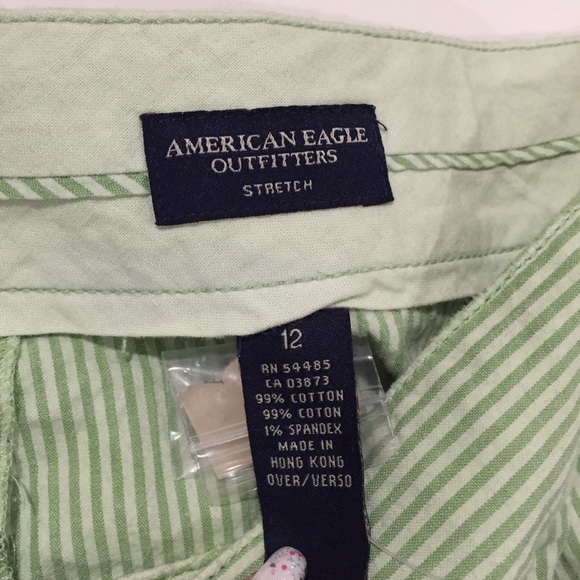 AMERICAN EAGLE
OUTFITTERS
STRETCH
12
RN 54485
CA 03873
99% COTTON
99% COTON
1% SPANDEX
MADE IN
HONG KONG
OVER/VERSO